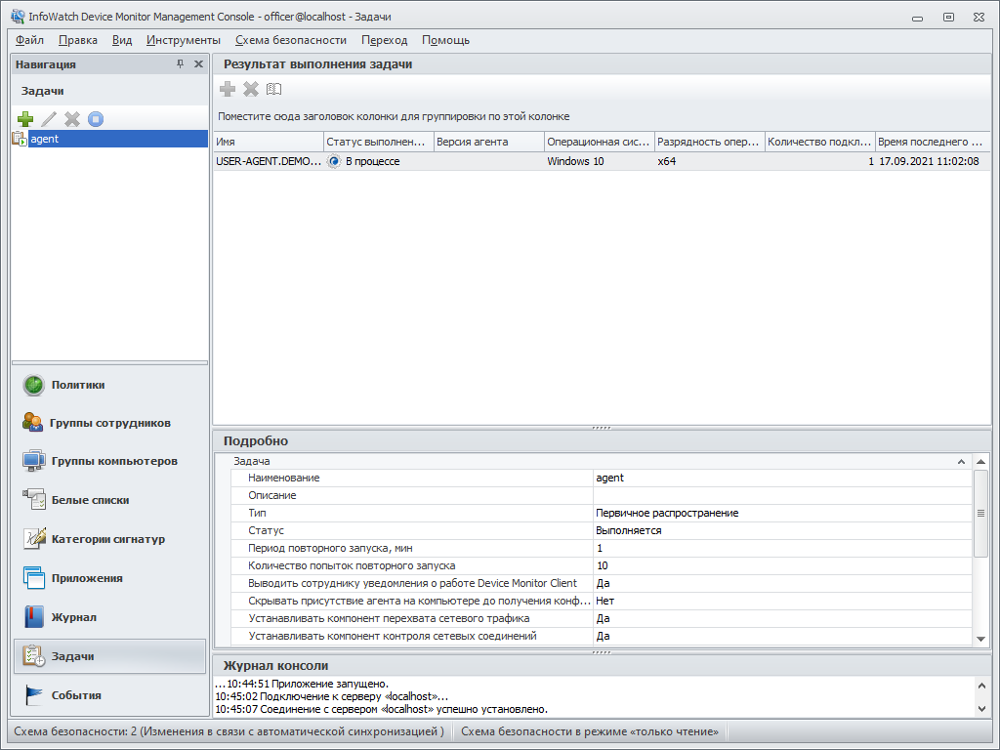 InfoWatch Device Monitor Management Console - officer@localhost - Задачи
Файл Правка Вид Инструменты Схема безопасности Переход Помощь
Навигация
Задачи
agent
Политики
Группы сотрудников
Группы компьютеров
Белые списки
Категории сигнатур
Приложения
Журнал
Задачи
События
Результат выполнения задачи
Поместите сюда заголовок колонки для группировки по этой колонке
Имя Статус выполнен... Версия агента Операционная сис... Разрядность опер... Количество подкл... Время последнего ...
USER-AGENT.DEMO... В процессе Windows 10 x64 1 17.09.2021 11:02:08
Подробно
Задача
Наименование agent
Описание
Тип Первичное распространение
Статус Выполняется
Период повторного запуска, мин 1
Количество попыток повторного запуска 10
Выводить сотруднику уведомления о работе Device Monitor Client Да
Скрывать присутствие агента на компьютере до получения конф... Нет
Устанавливать компонент перехвата сетевого трафика Да
Устанавливать компонент контроля сетевых соединений Да
Журнал консоли
...10:44:51 Приложение запущено.
10:45:02 Подключение к серверу «localhost»...
10:45:07 Соединение с сервером «localhost» успешно установлено.
Схема безопасности: 2 (Изменения в связи с автоматической синхронизацией ) Схема безопасности в режиме «только чтение»